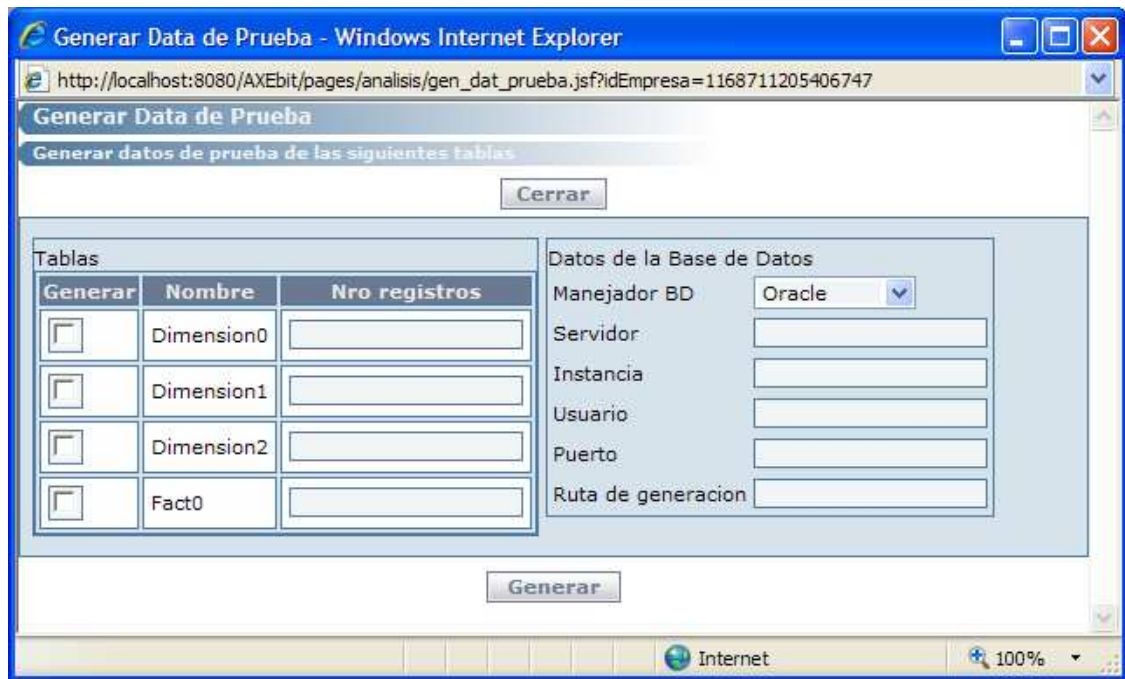 Generar Data de Prueba - Windows Internet Explorer
http://localhost:8080/AXEbit/pages/analisis/gen_dat_prueba.jsf?idEmpresa=1168711205406747
Generar Data de Prueba
Generar datos de prueba de las siguientes tablas
Cerrar
Tablas
Generar Nombre Nro registros
Dimension0
Dimension1
Dimension2
Fact0
Datos de la Base de Datos
Manejador BD Oracle
Servidor
Instancia
Usuario
Puerto
Ruta de generacion
Generar
Internet 100%